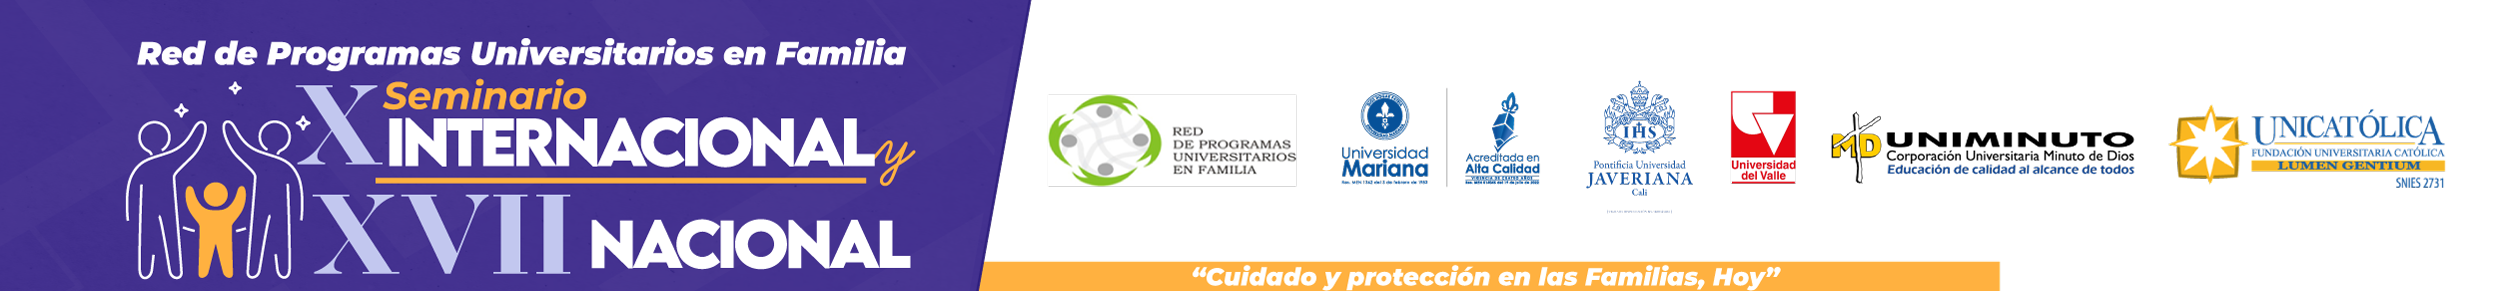 Red de Programas Universitarios en Familia
X Seminario
INTERNACIONAL y
XVII NACIONAL
RED
DE PROGRAMAS
UNIVERSITARIOS
EN FAMILIA
Universidad
Mariana
Acreditada en
Alta Calidad
Pontificia Universidad
JAVERIANA
Cali
Universidad
del Valle
MD UNIMINUTO
Corporación Universitaria Minuto de Dios
Educación de calidad al alcance de todos
UNICATÓLICA
FUNDACIÓN UNIVERSITARIA CATÓLICA
LUMEN GENTIUM
SNIES 2731
“Cuidado y protección en las Familias, Hoy”